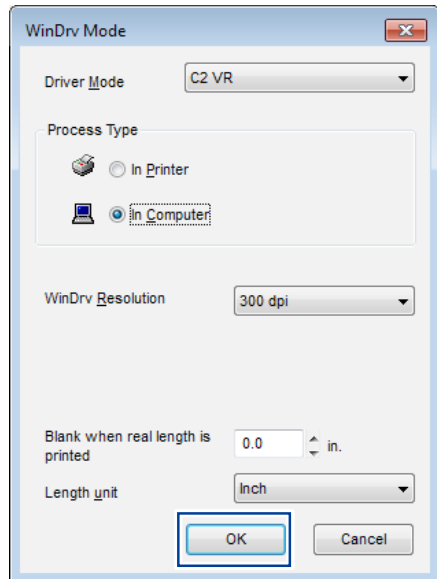 WinDrv Mode
Driver Mode C2 VR
Process Type
In Printer
In Computer
WinDrv Resolution 300 dpi
Blank when real length is
printed 0.0 in.
Length unit Inch
OK Cancel